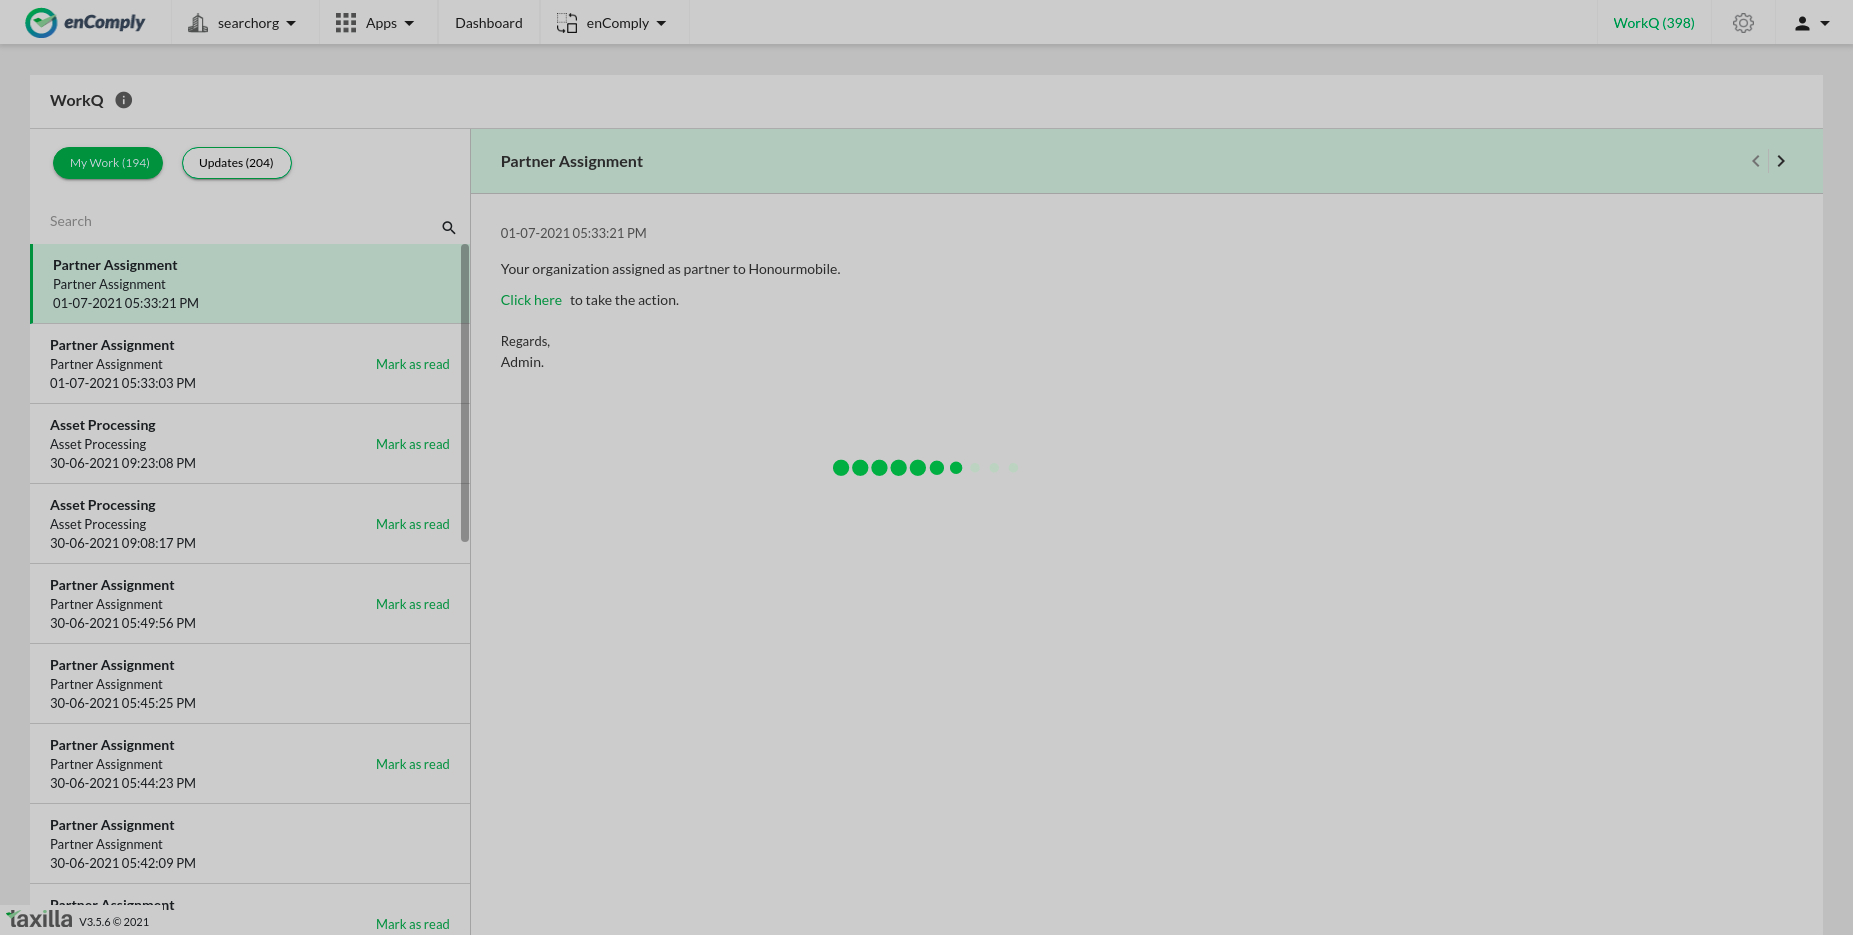 enComply
searchorg
Apps
Dashboard
enComply
WorkQ (398)
WorkQ
My Work (194)
Updates (204)
Search
Partner Assignment
Partner Assignment
01-07-2021 05:33:21 PM
Partner Assignment
Partner Assignment
Mark as read
01-07-2021 05:33:03 PM
Asset Processing
Asset Processing
Mark as read
30-06-2021 09:23:08 PM
Asset Processing
Asset Processing
Mark as read
30-06-2021 09:08:17 PM
Partner Assignment
Partner Assignment
Mark as read
30-06-2021 05:49:56 PM
Partner Assignment
Partner Assignment
30-06-2021 05:45:25 PM
Partner Assignment
Partner Assignment
Mark as read
30-06-2021 05:44:23 PM
Partner Assignment
Partner Assignment
30-06-2021 05:42:09 PM
Partner Assignment
Mark as read
taxilla V3.5.6 © 2021
Partner Assignment
01-07-2021 05:33:21 PM
Your organization assigned as partner to Honourmobile.
Click here to take the action.
Regards,
Admin.